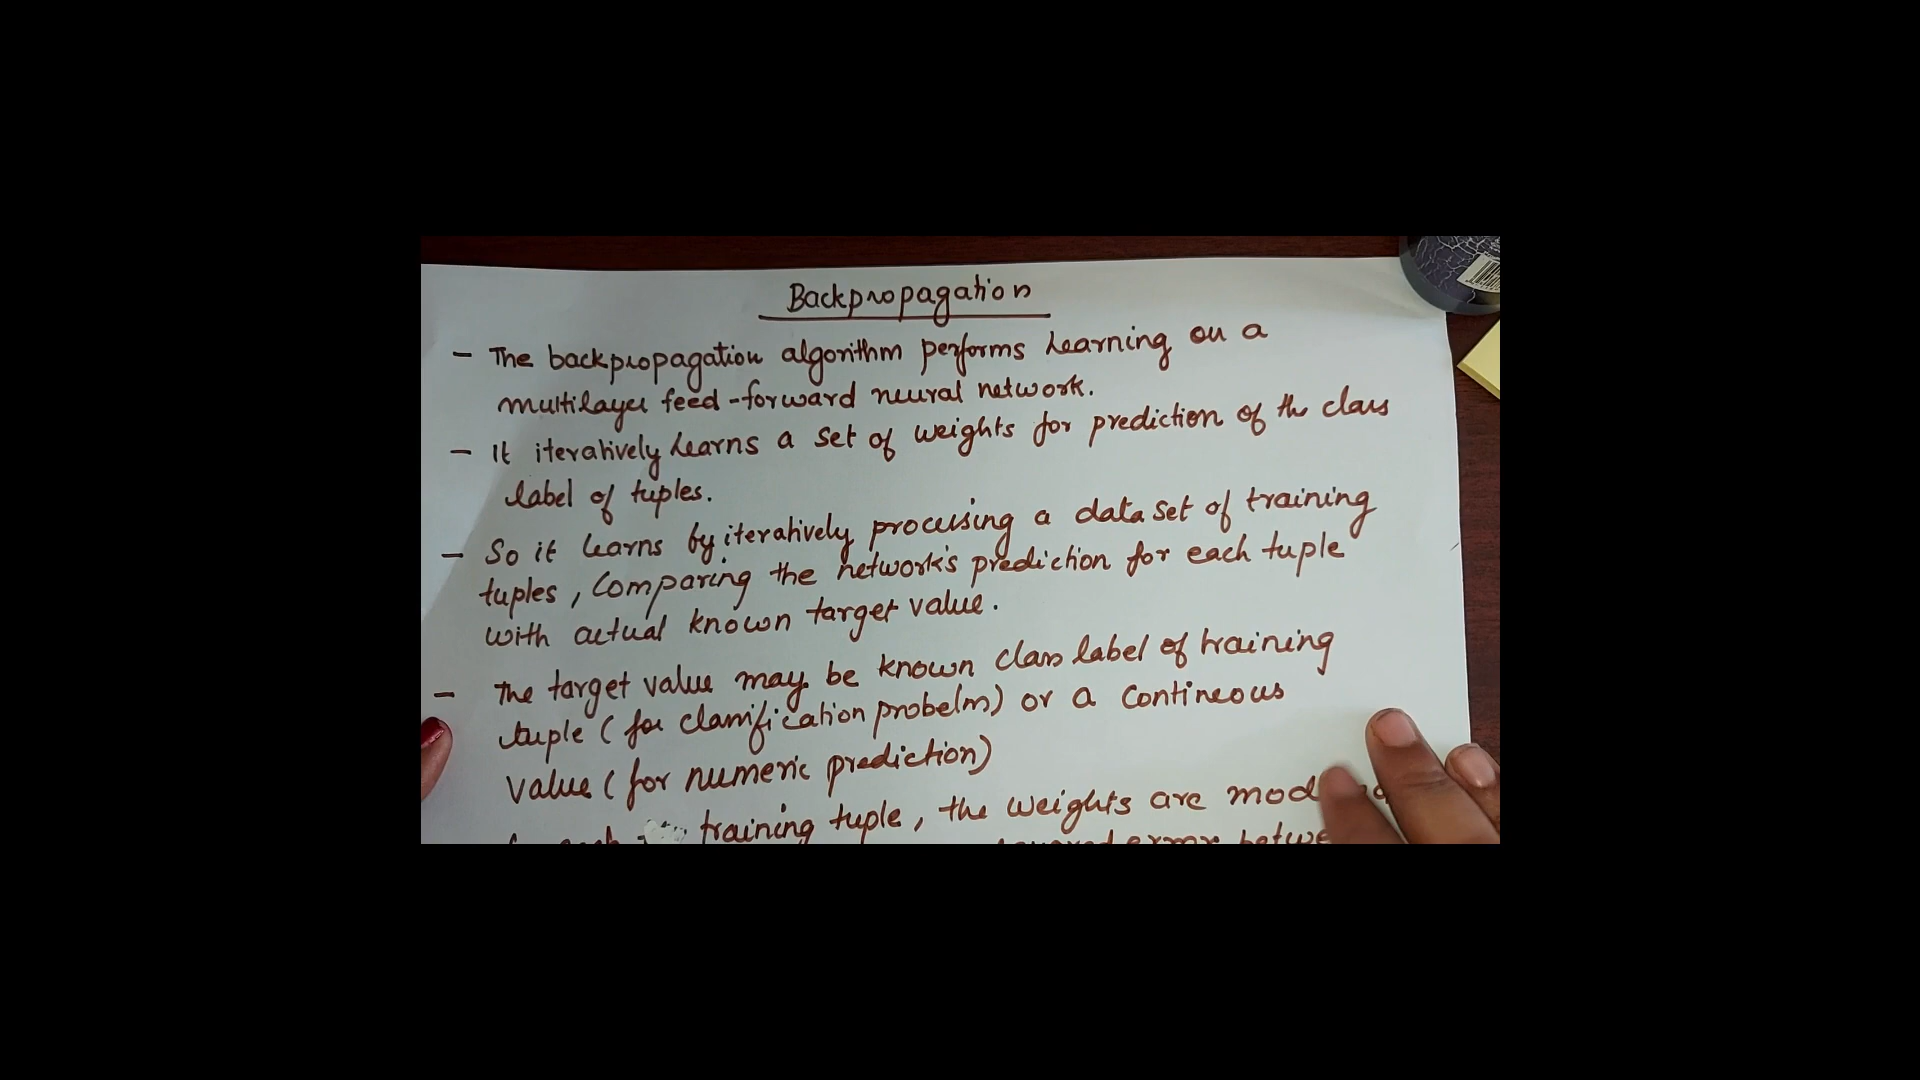 Backpropagation
- The backpropagation algorithm performs learning on a
multilayer feed-forward neural network.
- It iteratively learns a set of weights for prediction of the class
label of tuples.
- So it learns by iteratively processing a data set of training
tuples, Comparing the network's prediction for each tuple
with actual known target value.
- The target value may be known class label of training
tuple (for classification probelm) or a contineous
value (for numeric prediction)
training tuple, the weights are